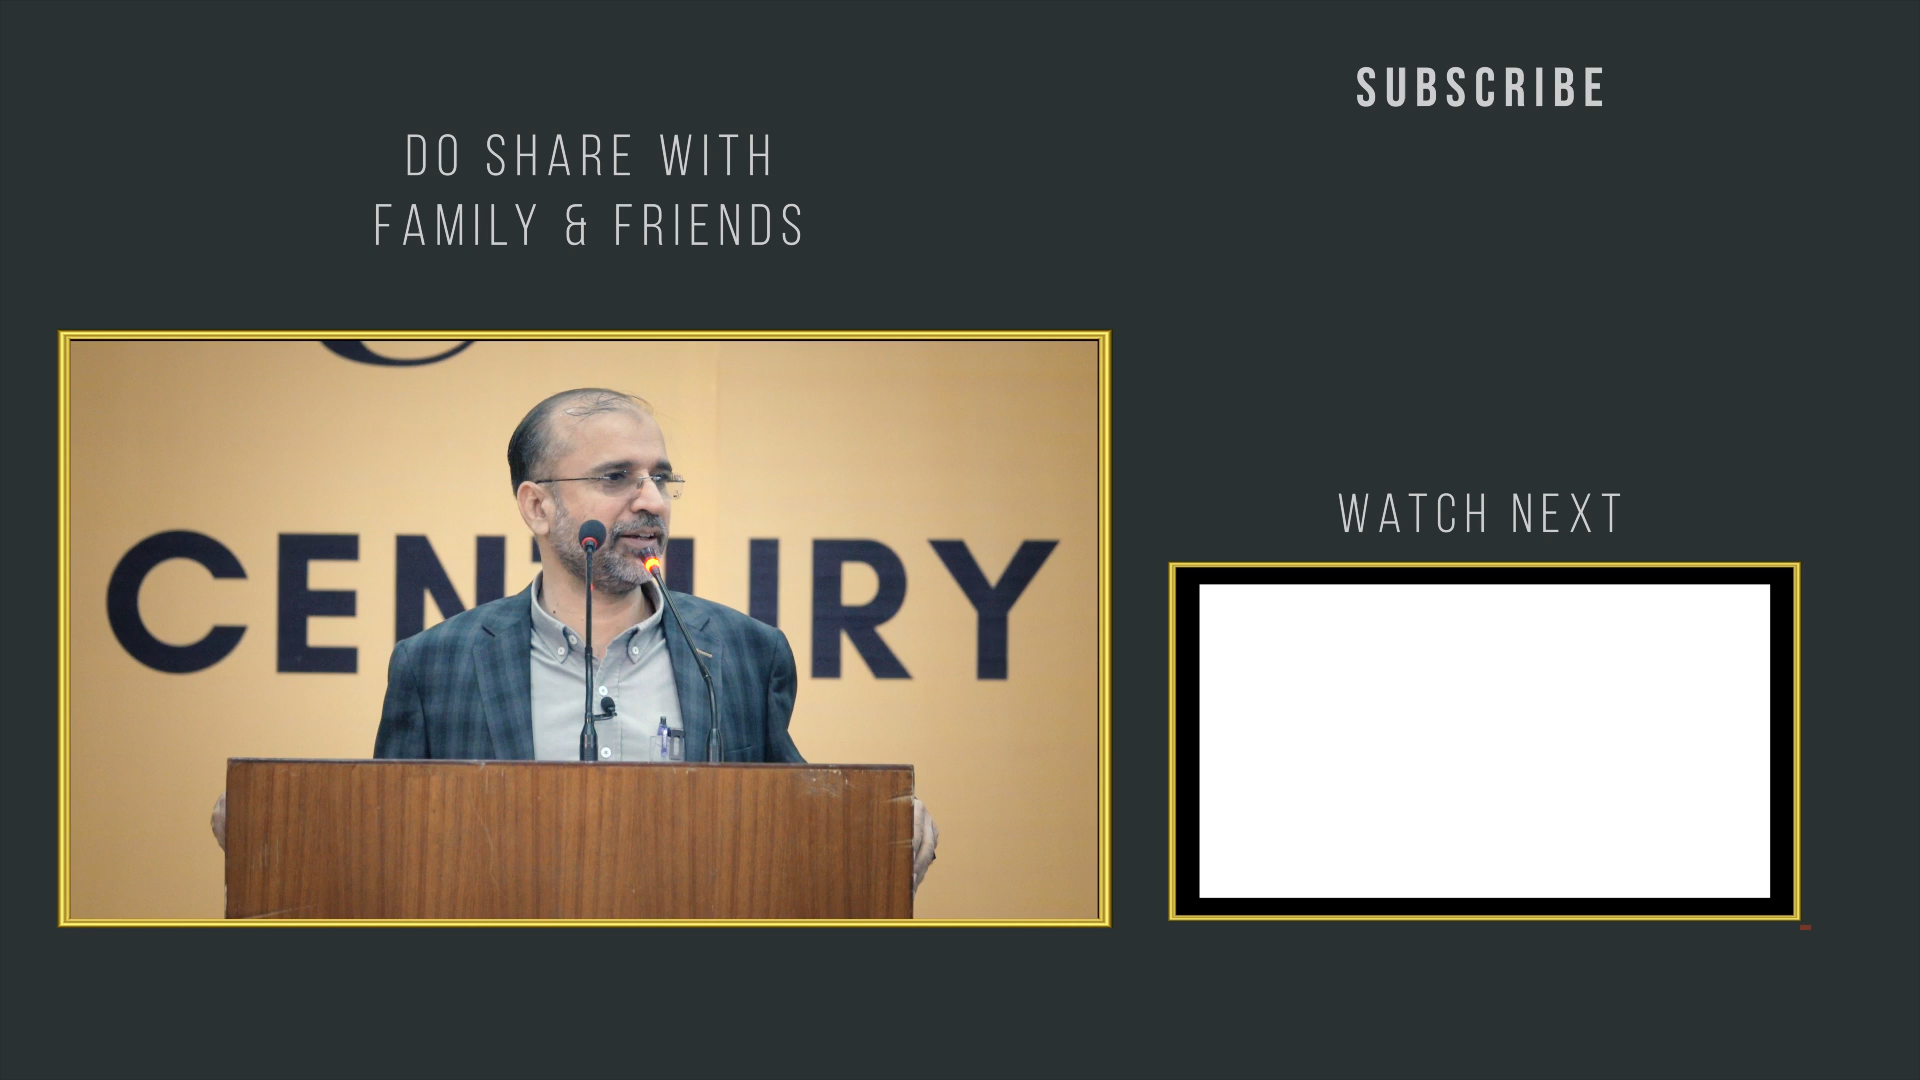 SUBSCRIBE
DO SHARE WITH
FAMILY & FRIENDS
CENTURY
WATCH NEXT